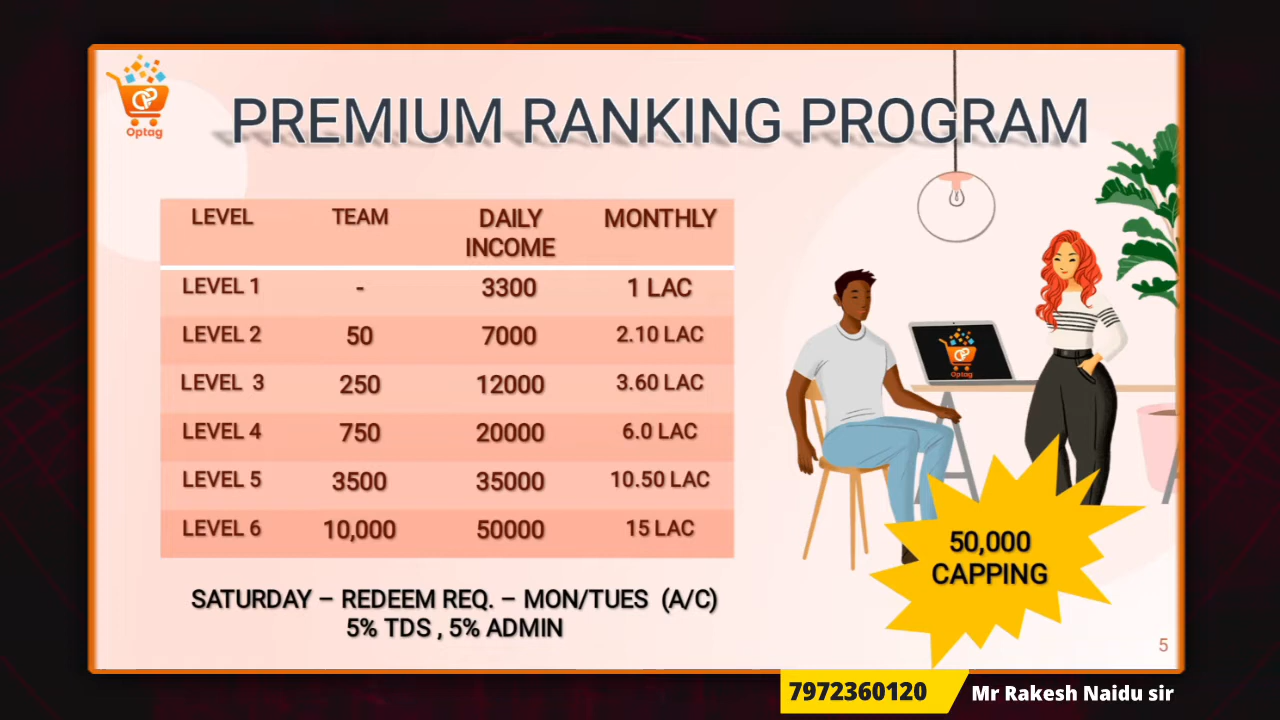 Optag
PREMIUM RANKING PROGRAM
LEVEL TEAM DAILY INCOME MONTHLY
LEVEL 1 - 3300 1 LAC
LEVEL 2 50 7000 2.10 LAC
LEVEL 3 250 12000 3.60 LAC
LEVEL 4 750 20000 6.0 LAC
LEVEL 5 3500 35000 10.50 LAC
LEVEL 6 10,000 50000 15 LAC
Optag
50,000
CAPPING
SATURDAY – REDEEM REQ. – MON/TUES (A/C)
5% TDS , 5% ADMIN
5
7972360120 Mr Rakesh Naidu sir